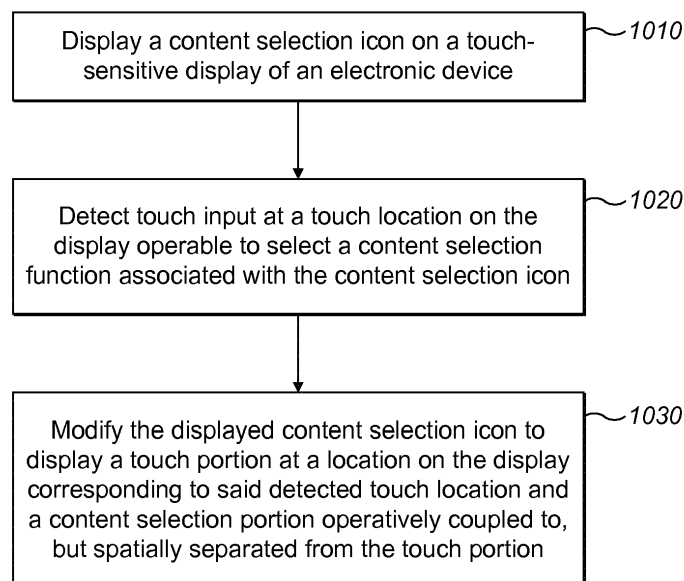 Display a content selection icon on a touch-
sensitive display of an electronic device
1010
Detect touch input at a touch location on the
display operable to select a content selection
function associated with the content selection icon
1020
Modify the displayed content selection icon to
display a touch portion at a location on the display
corresponding to said detected touch location and
a content selection portion operatively coupled to,
but spatially separated from the touch portion
1030